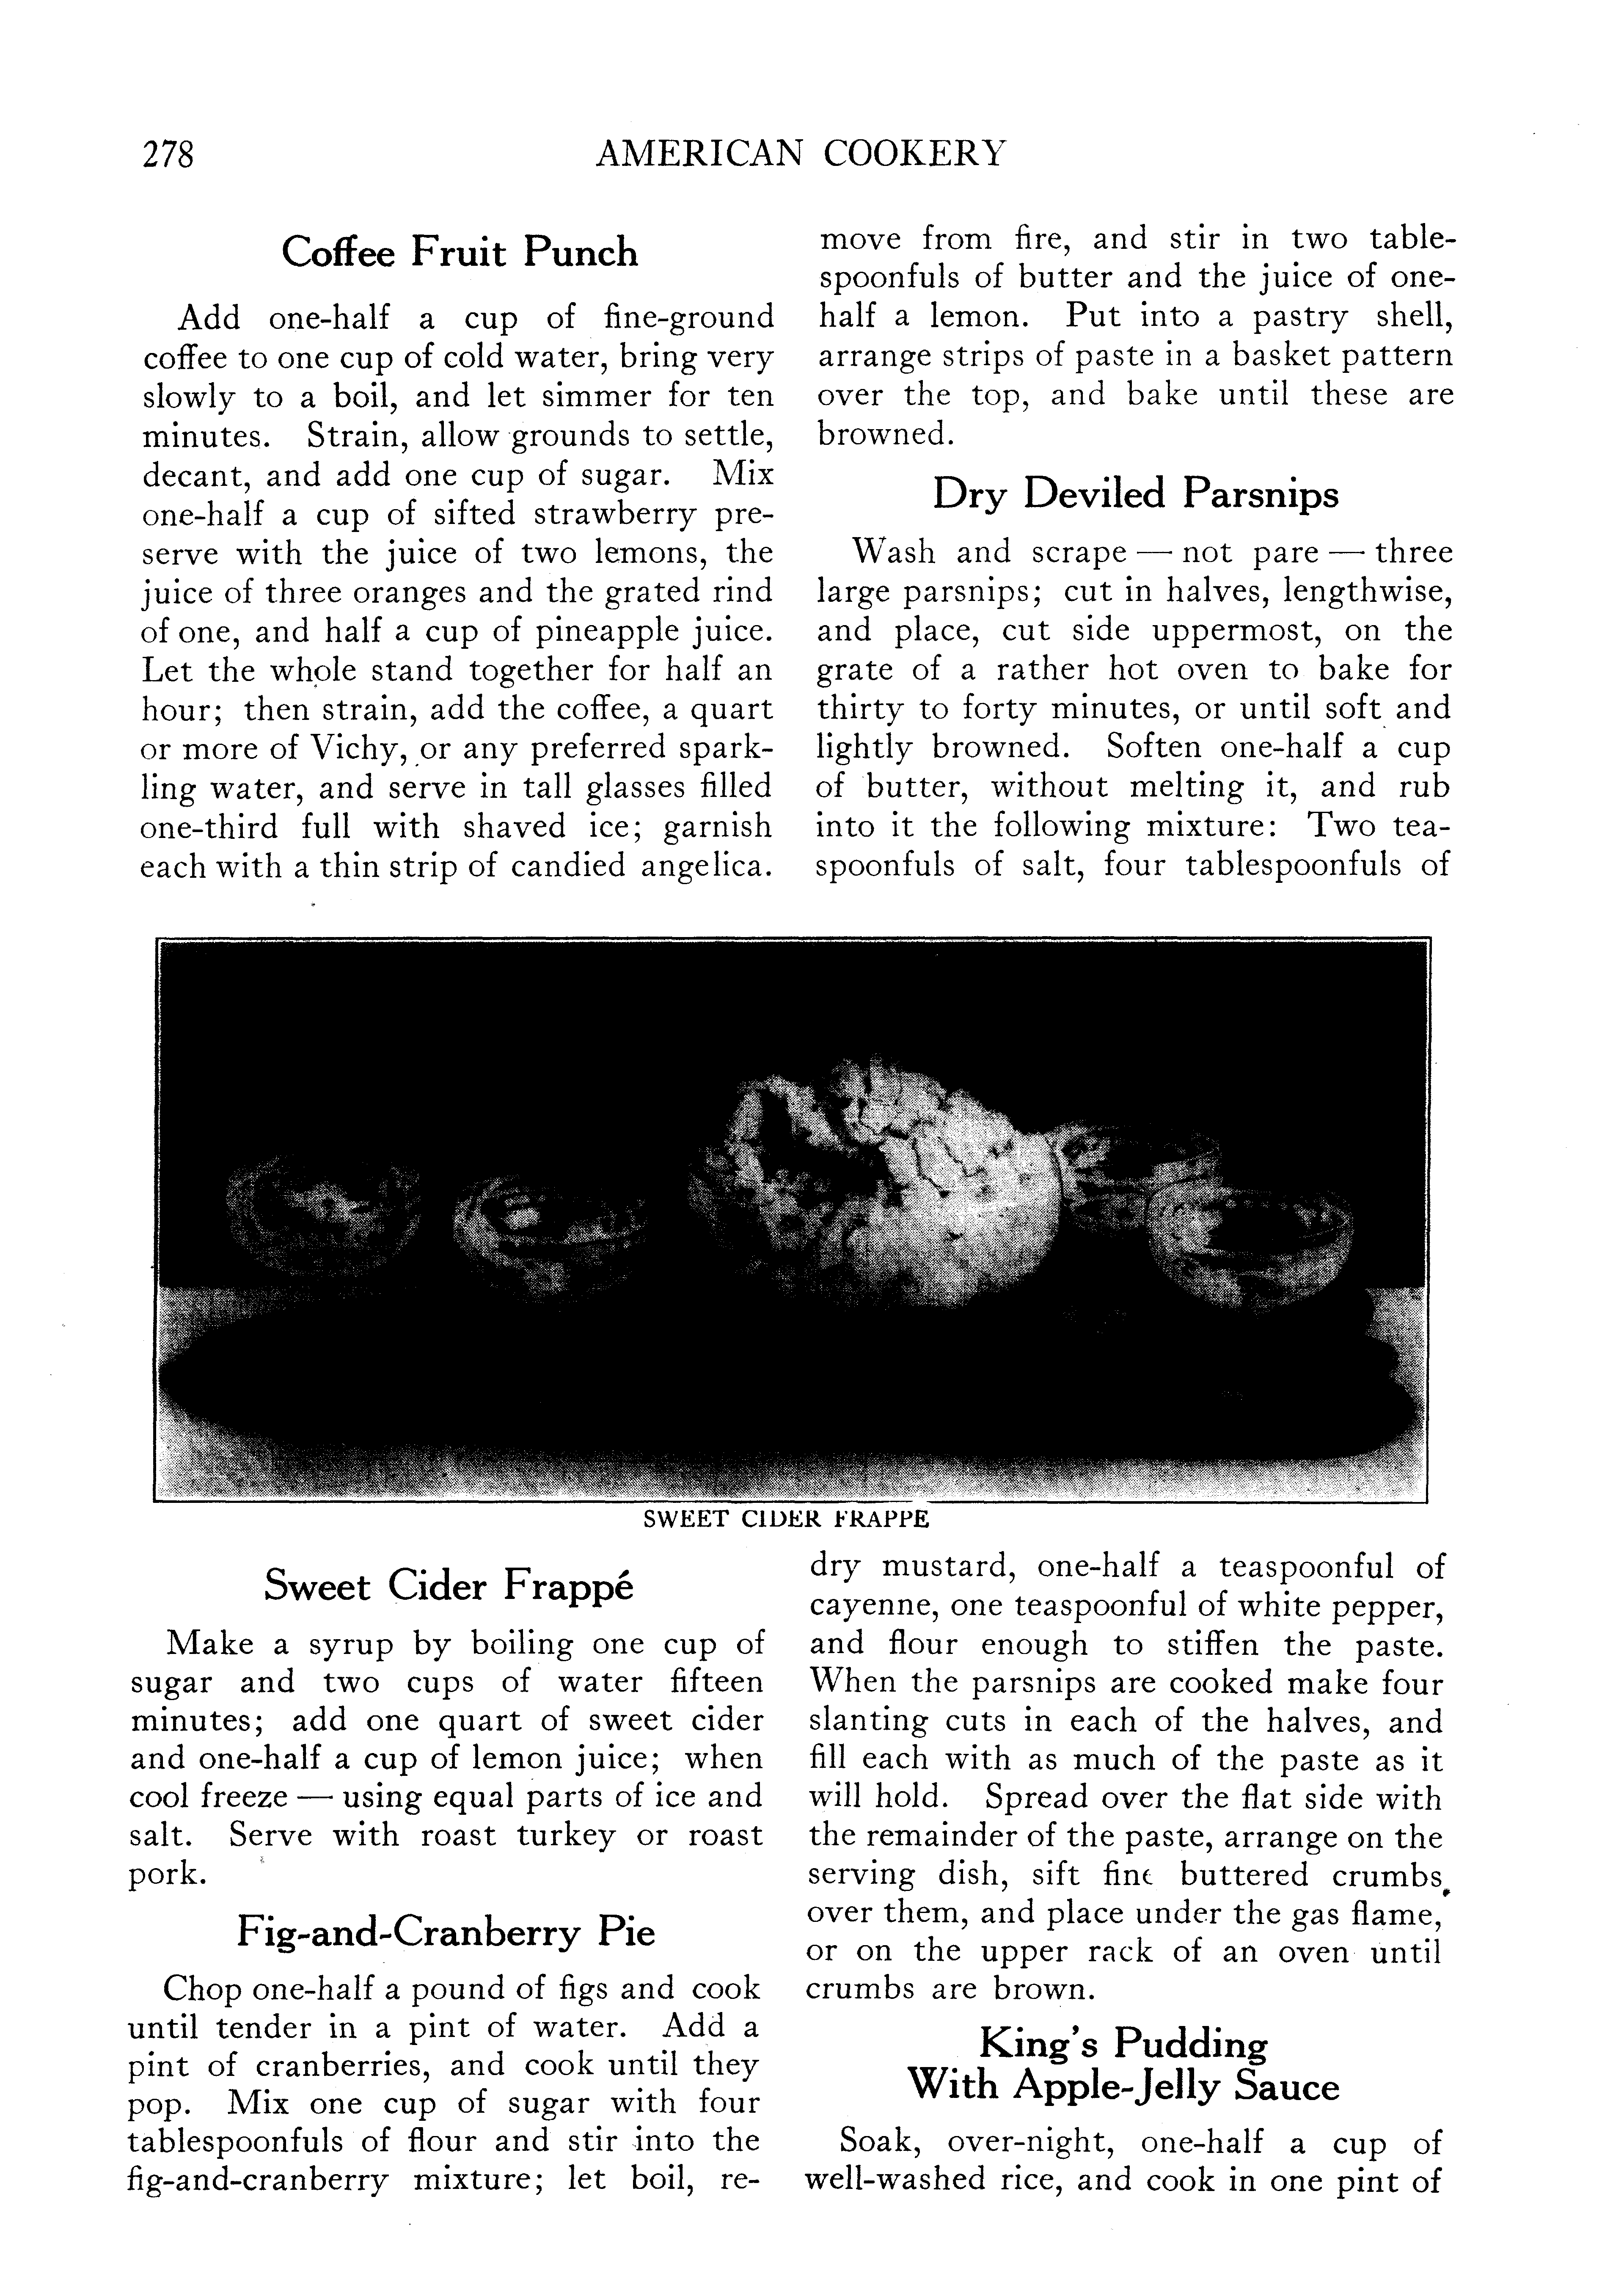 278 AMERICAN COOKERY
Coffee Fruit Punch
Add one-half a cup of fine-ground
coffee to one cup of cold water, bring very
slowly to a boil, and let simmer for ten
minutes. Strain, allow grounds to settle,
decant, and add one cup of sugar. Mix
one-half a cup of sifted strawberry pre-
serve with the juice of two lemons, the
juice of three oranges and the grated rind
of one, and half a cup of pineapple juice.
Let the whole stand together for half an
hour; then strain, add the coffee, a quart
or more of Vichy, or any preferred spark-
ling water, and serve in tall glasses filled
one-third full with shaved ice; garnish
each with a thin strip of candied angelica.
SWEET CIDER FRAPPE
Sweet Cider Frappé
Make a syrup by boiling one cup of
sugar and two cups of water fifteen
minutes; add one quart of sweet cider
and one-half a cup of lemon juice; when
cool freeze — using equal parts of ice and
salt. Serve with roast turkey or roast
pork.
Fig-and-Cranberry Pie
Chop one-half a pound of figs and cook
until tender in a pint of water. Add a
pint of cranberries, and cook until they
pop. Mix one cup of sugar with four
tablespoonfuls of flour and stir into the
fig-and-cranberry mixture; let boil, re-
move from fire, and stir in two table-
spoonfuls of butter and the juice of one-
half a lemon. Put into a pastry shell,
arrange strips of paste in a basket pattern
over the top, and bake until these are
browned.
Dry Deviled Parsnips
Wash and scrape — not pare — three
large parsnips; cut in halves, lengthwise,
and place, cut side uppermost, on the
grate of a rather hot oven to bake for
thirty to forty minutes, or until soft and
lightly browned. Soften one-half a cup
of butter, without melting it, and rub
into it the following mixture: Two tea-
spoonfuls of salt, four tablespoonfuls of
dry mustard, one-half a teaspoonful of
cayenne, one teaspoonful of white pepper,
and flour enough to stiffen the paste.
When the parsnips are cooked make four
slanting cuts in each of the halves, and
fill each with as much of the paste as it
will hold. Spread over the flat side with
the remainder of the paste, arrange on the
serving dish, sift fine buttered crumbs
over them, and place under the gas flame,
or on the upper rack of an oven until
crumbs are brown.
King's Pudding
With Apple-Jelly Sauce
Soak, over-night, one-half a cup of
well-washed rice, and cook in one pint of